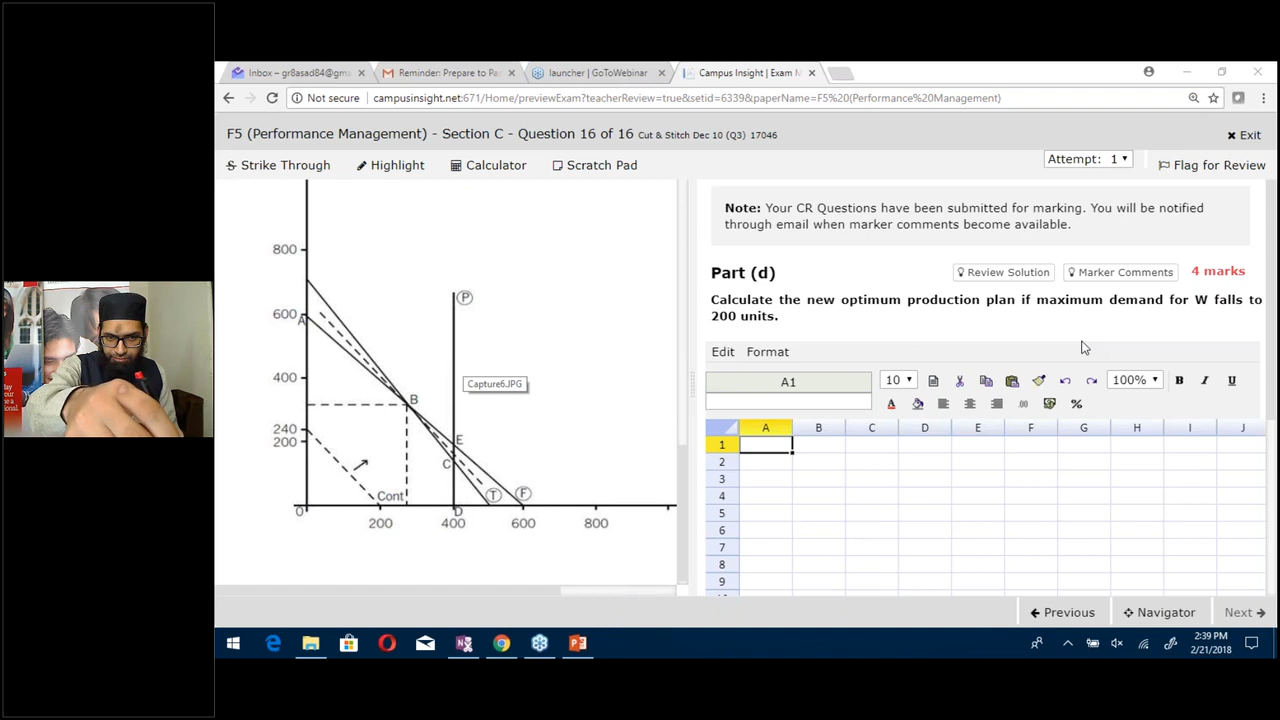 Inbox – gr8asad84@gm
Reminder: Prepare to Pa
launcher | GoToWebinar
Campus Insight | Exam M
Not secure
campusinsight.net:671/Home/previewExam?teacherReview=true&setid=6339&paperName=F5%20(Performance%20Management)
F5 (Performance Management) - Section C - Question 16 of 16 Cut & Stitch Dec 10 (Q3) 17046
Exit
Strike Through
Highlight
Calculator
Scratch Pad
Attempt: 1
Flag for Review
800
600
400
240
200
0
A
B
P
E
C
T
F
D
Cont
200
400
600
800
Capture6.JPG
Note: Your CR Questions have been submitted for marking. You will be notified
through email when marker comments become available.
Part (d)
Review Solution
Marker Comments
4 marks
Calculate the new optimum production plan if maximum demand for W falls to
200 units.
Edit Format
A1
10
100%
B I U
A
.00
%
A B C D E F G H I J
1
2
3
4
5
6
7
8
9
Previous
Navigator
Next
2:39 PM
2/21/2018